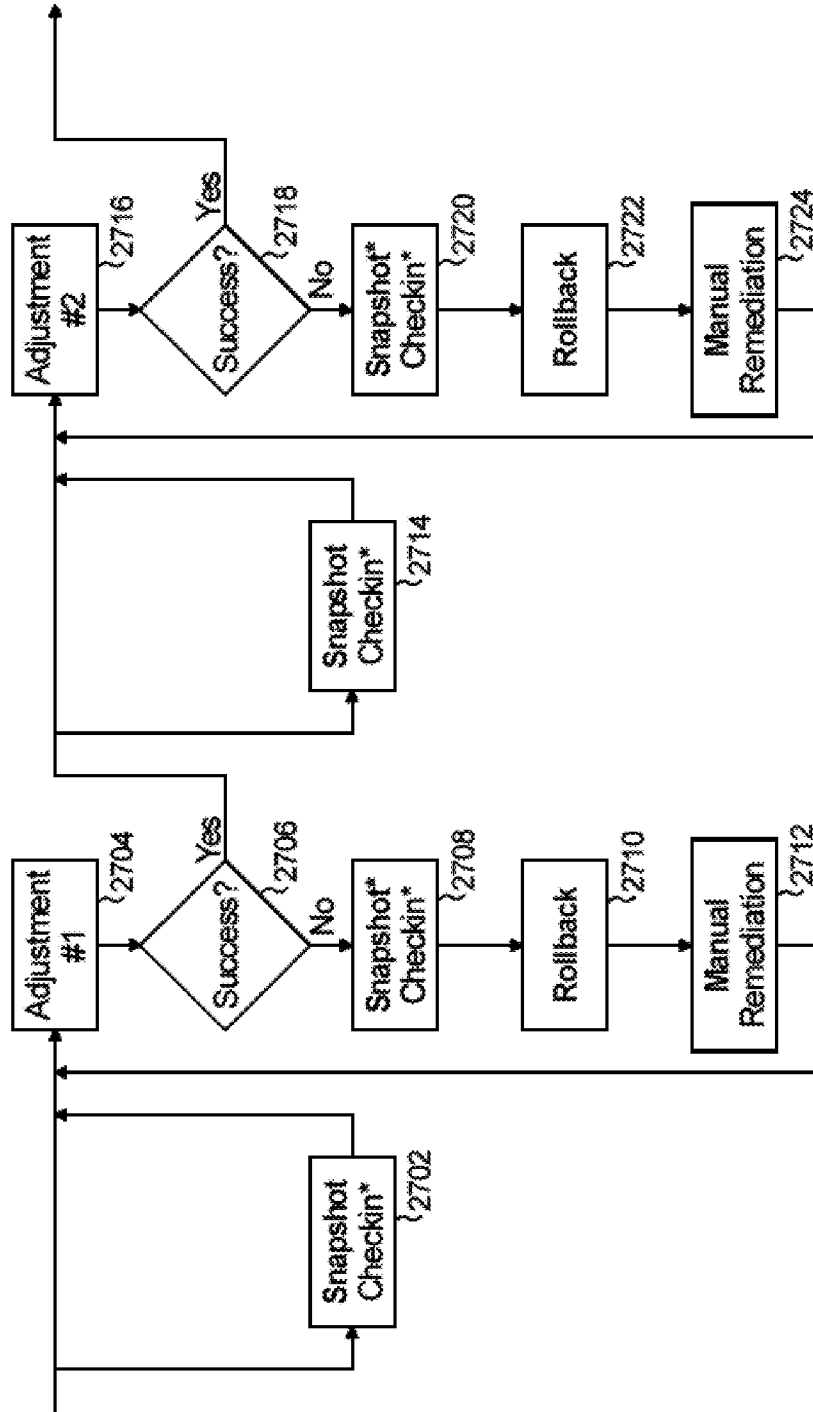 Snapshot
Checkin*
2702
Adjustment
#1
2704
Success?
2706
Yes
No
Snapshot*
Checkin*
2708
Rollback
2710
Manual
Remediation
2712
Snapshot
Checkin*
2714
Adjustment
#2
2716
Success?
2718
Yes
No
Snapshot*
Checkin*
2720
Rollback
2722
Manual
Remediation
2724